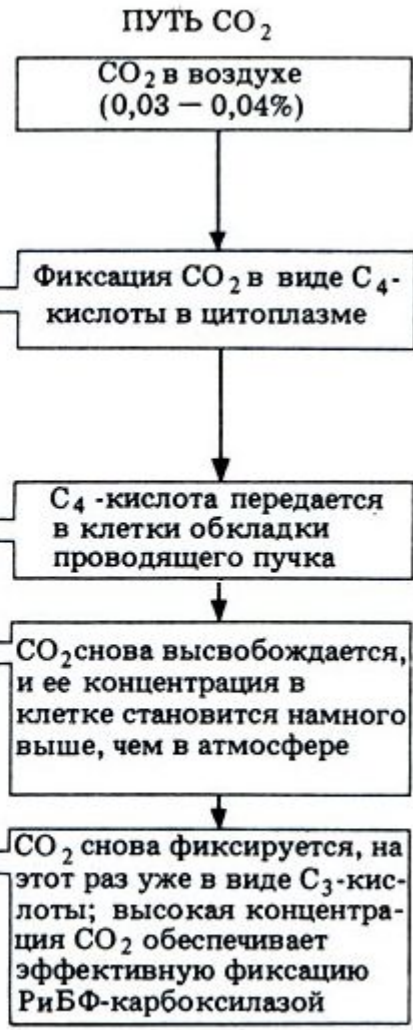 ПУТЬ CO₂
CO₂ в воздухе
(0,03 — 0,04%)
Фиксация CO₂ в виде C₄-
кислоты в цитоплазме
C₄ -кислота передается
в клетки обкладки
проводящего пучка
CO₂снова высвобождается,
и ее концентрация в
клетке становится намного
выше, чем в атмосфере
CO₂ снова фиксируется, на
этот раз уже в виде C₃-кис-
лоты; высокая концентра-
ция CO₂ обеспечивает
эффективную фиксацию
РиБФ-карбоксилазой